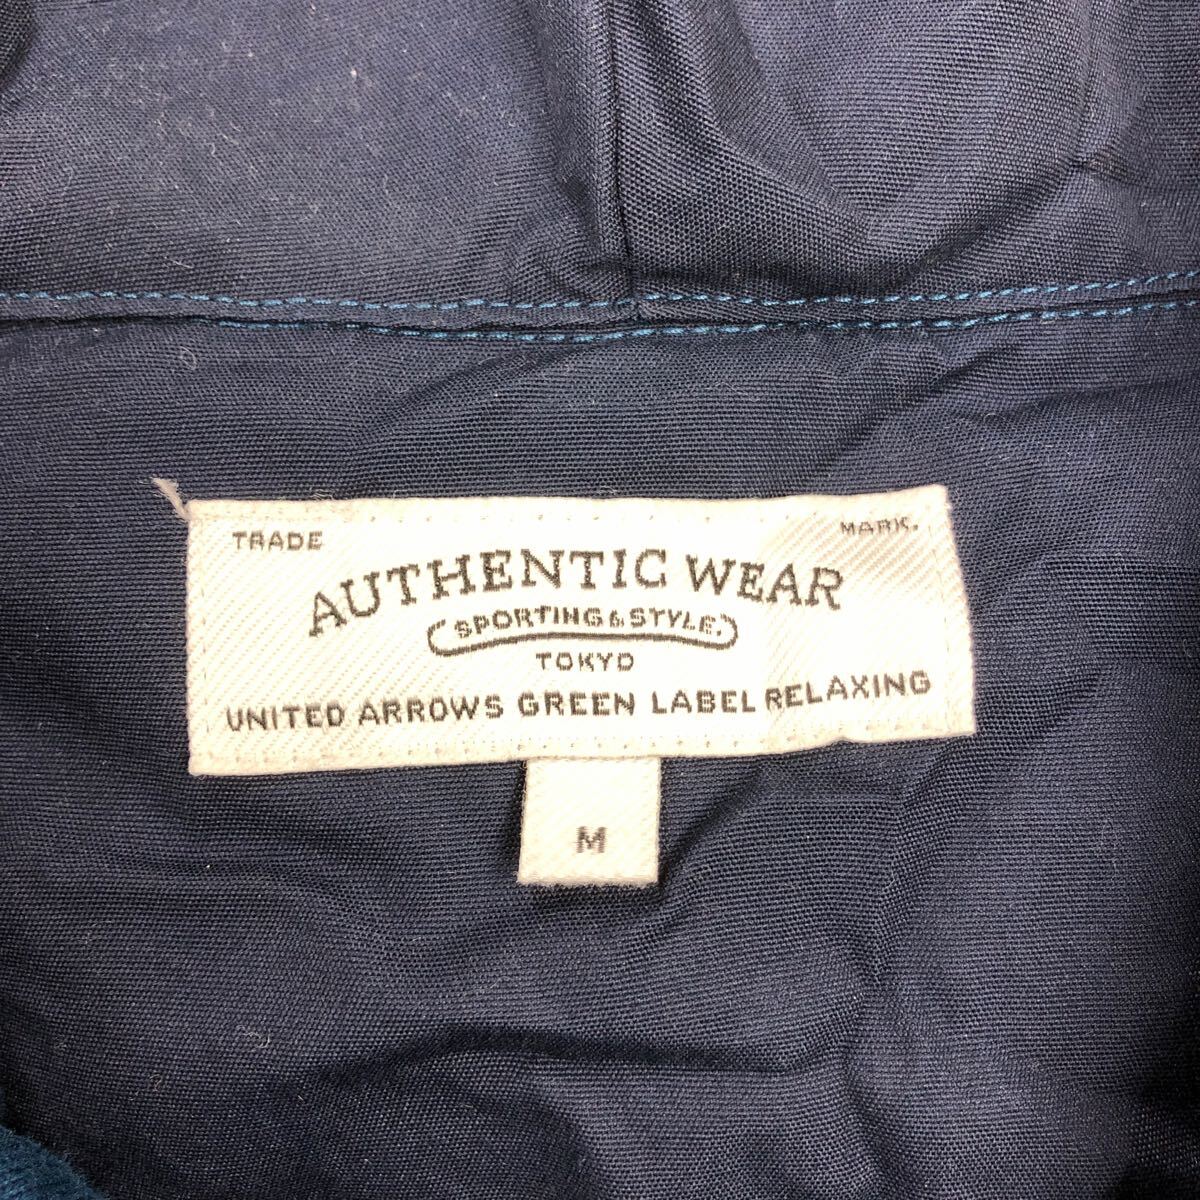 TRADE MARK.
AUTHENTIC WEAR
SPORTING & STYLE.
TOKYO
UNITED ARROWS GREEN LABEL RELAXING
M